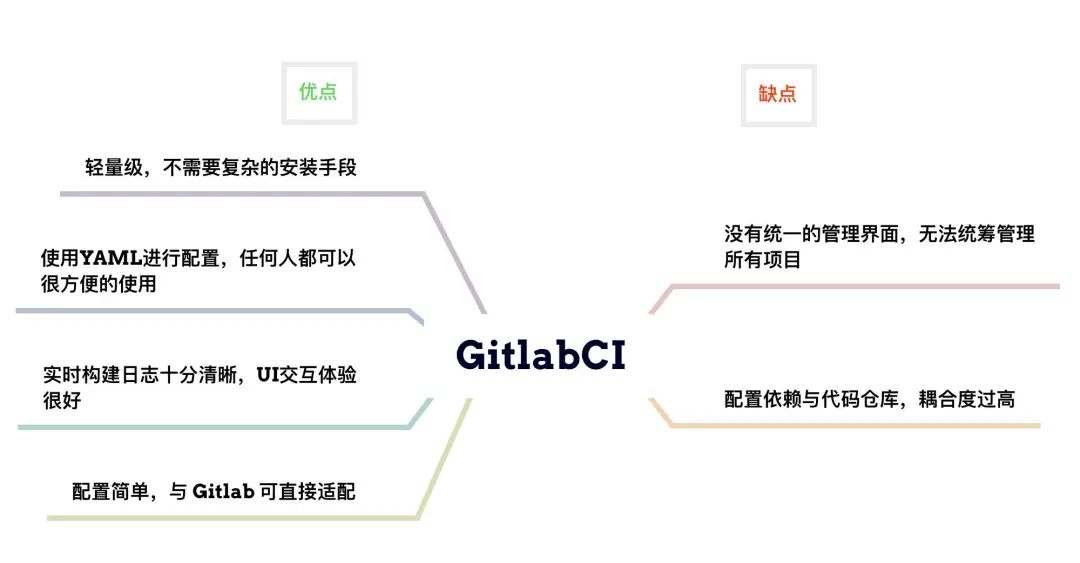 优点
轻量级，不需要复杂的安装手段
使用YAML进行配置，任何人都可以
很方便的使用
实时构建日志十分清晰，UI交互体验
很好
配置简单，与 Gitlab 可直接适配
GitlabCI
缺点
没有统一的管理界面，无法统筹管理
所有项目
配置依赖与代码仓库，耦合度过高